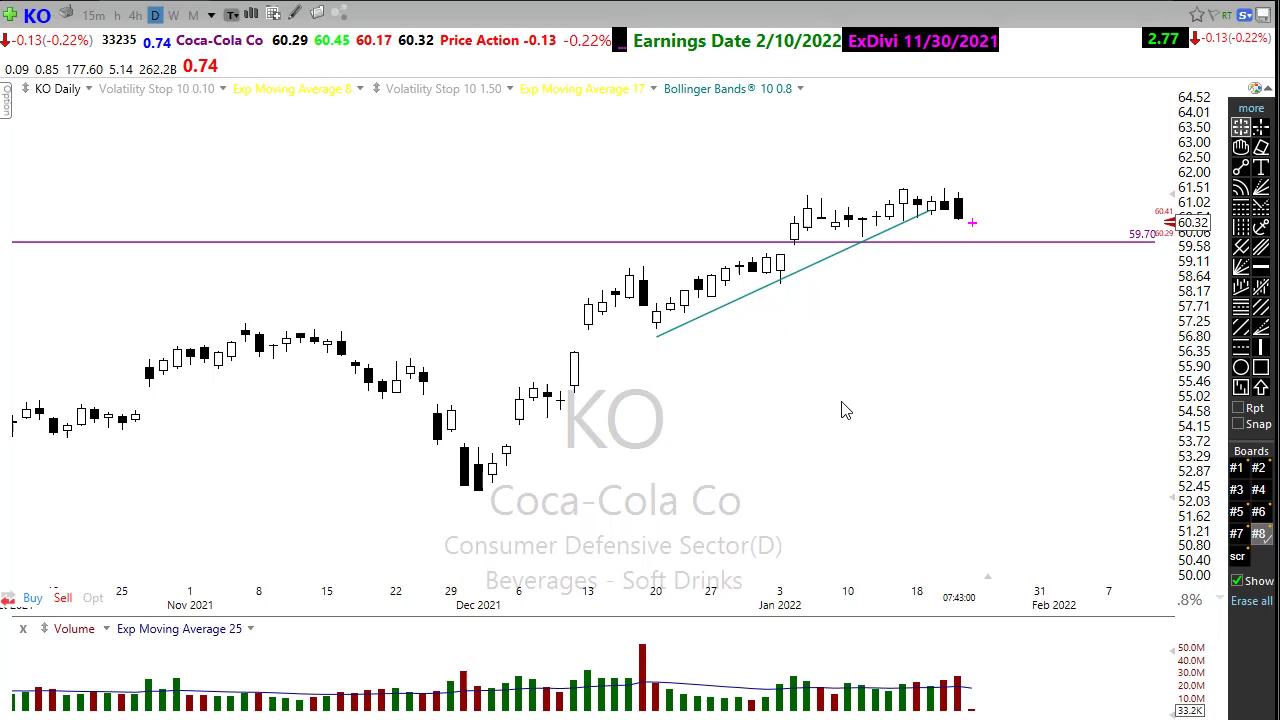 KO 15m h 4h D W M T RT S
-0.13(-0.22%) 33235 0.74 Coca-Cola Co 60.29 60.45 60.17 60.32 Price Action -0.13 -0.22% ... Earnings Date 2/10/2022 ExDivi 11/30/2021 2.77 -0.13(-0.22%)
0.09 0.85 177.60 5.14 262.2B 0.74
Option
KO Daily Volatility Stop 10 0.10 Exp Moving Average 8 Volatility Stop 10 1.50 Exp Moving Average 17 Bollinger Bands® 10 0.8
64.52
64.01
63.50
63.00
62.50
62.00
61.51
61.02
60.41
60.32
60.29
60.06
59.70
59.58
59.11
58.64
58.17
57.71
57.25
56.80
56.35
55.90
55.46
55.02
54.58
54.15
53.72
53.29
52.87
52.45
52.03
51.62
51.21
50.80
50.40
50.00
more
T
Rpt
Snap
Boards
#1 #2
#3 #4
#5 #6
#7 #8
scr
Show
Erase all
KO
Coca-Cola Co
Consumer Defensive Sector(D)
Beverages - Soft Drinks
25 1 8 15 22 29 6 13 20 27 3 10 18 07:43:00 31 7
Nov 2021 Dec 2021 Jan 2022 Feb 2022
Buy Sell Opt
.8%
x Volume Exp Moving Average 25
50.0M
40.0M
30.0M
20.0M
10.0M
33.2K